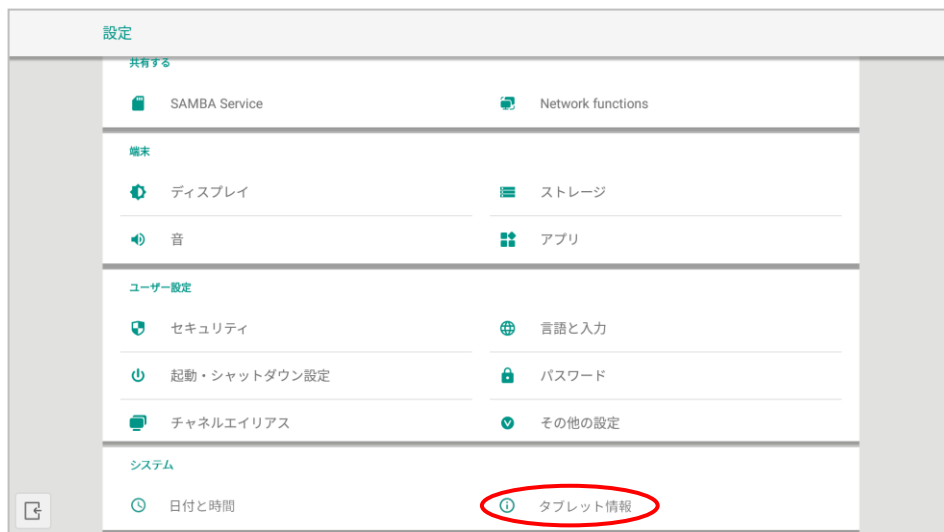 設定
共有する
SAMBA Service
Network functions
端末
ディスプレイ
ストレージ
音
アプリ
ユーザー設定
セキュリティ
言語と入力
起動・シャットダウン設定
パスワード
チャネルエイリアス
その他の設定
システム
日付と時間
タブレット情報